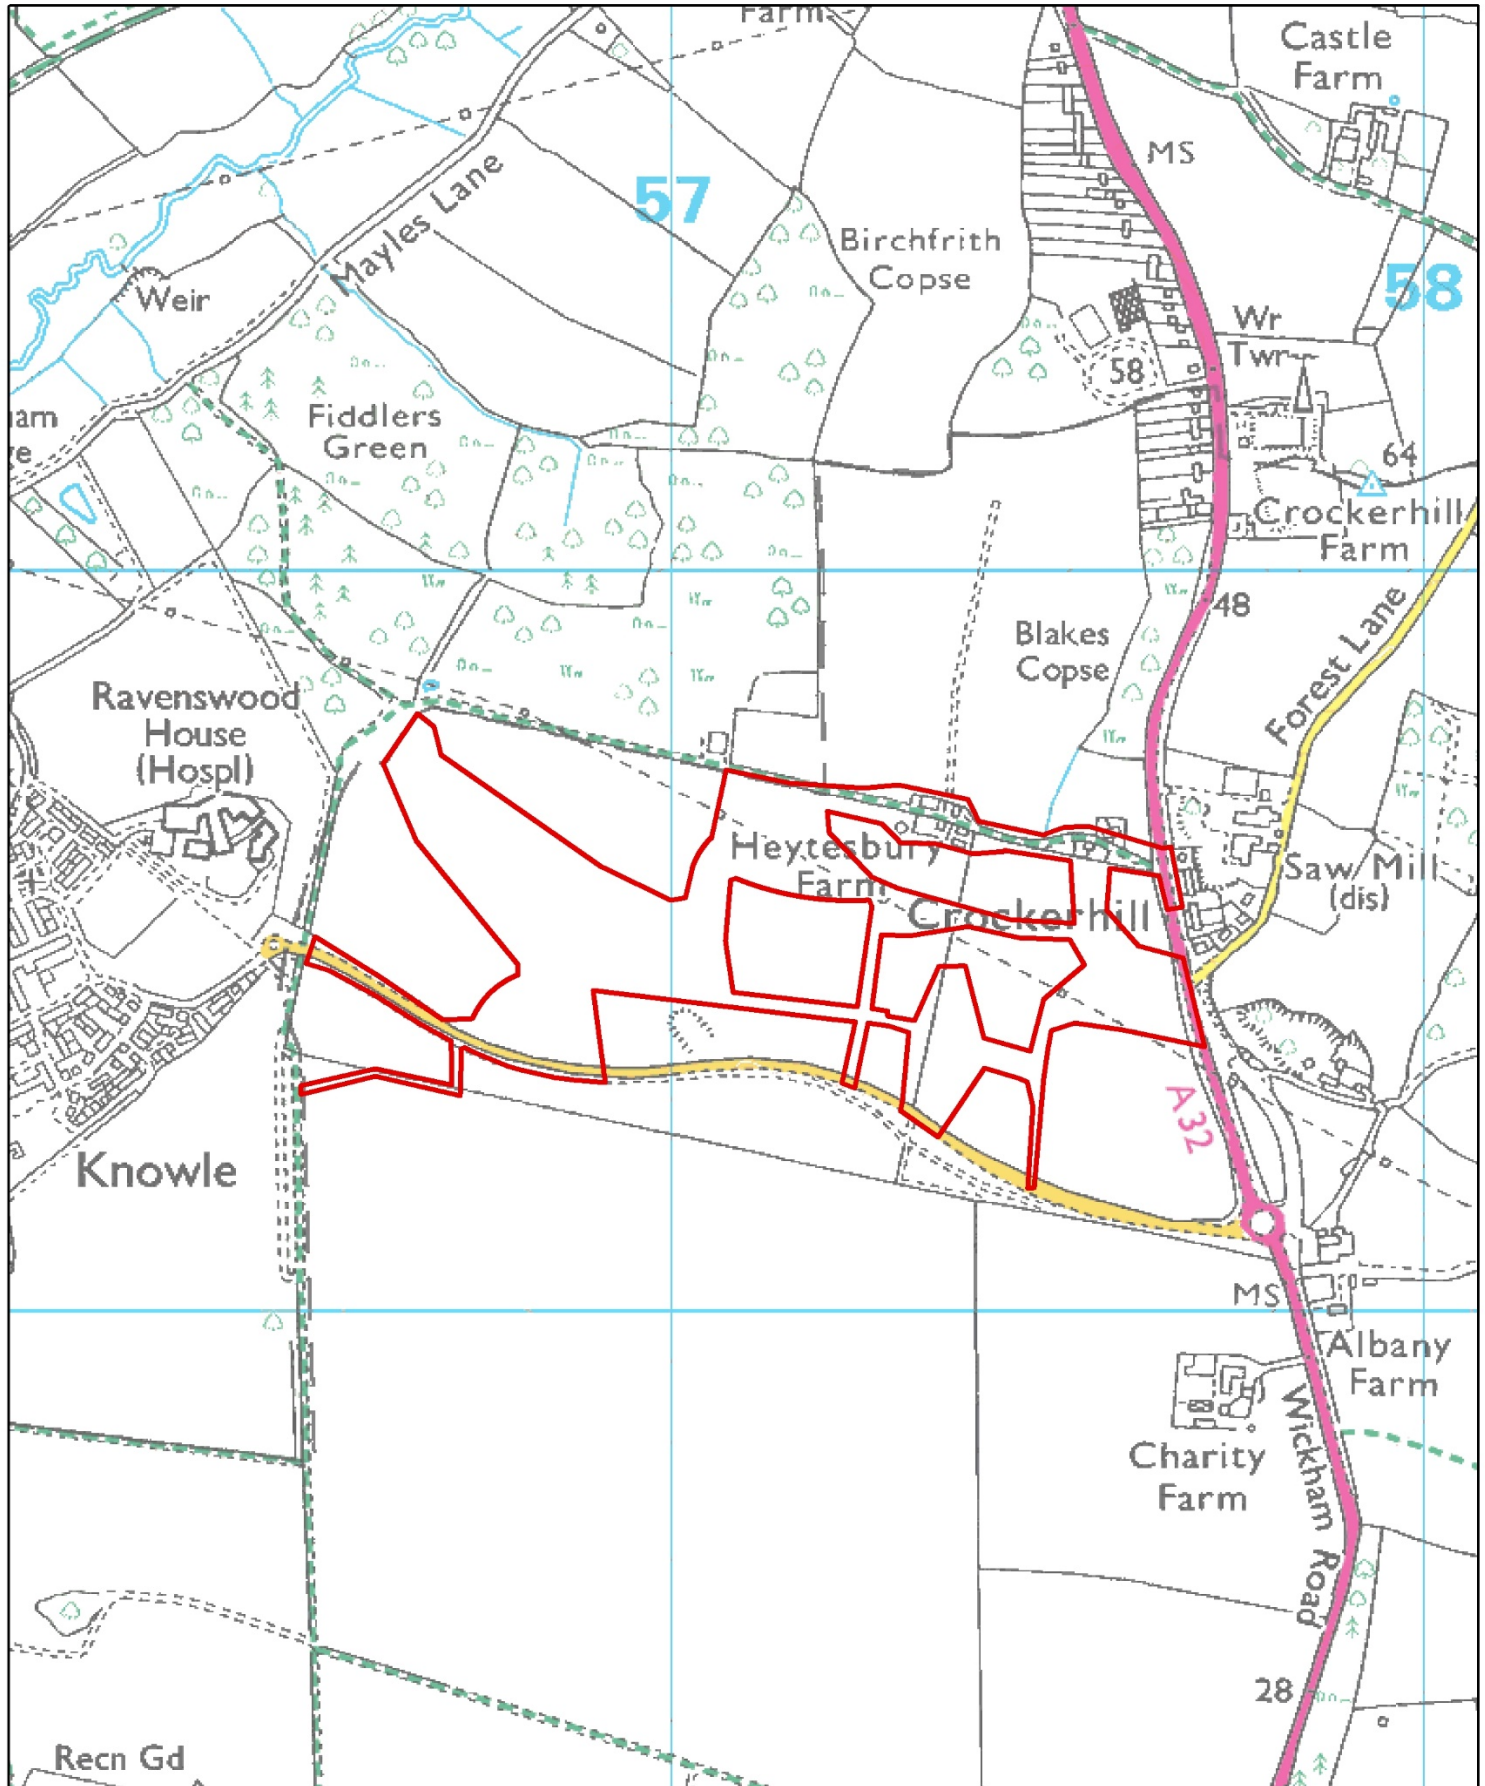 Farm
Castle
Farm
MS
Mayles Lane
57
Birchfrith
Copse
58
Weir
Wr
Twr
58
Fiddlers
Green
64
Crockerhill
Farm
48
Forest Lane
Blakes
Copse
Ravenswood
House
(Hospl)
Heytesbury
Farm
Saw Mill
(dis)
Crockerhill
A32
Knowle
MS
Albany
Farm
Wickham Road
Charity
Farm
28
Recn Gd